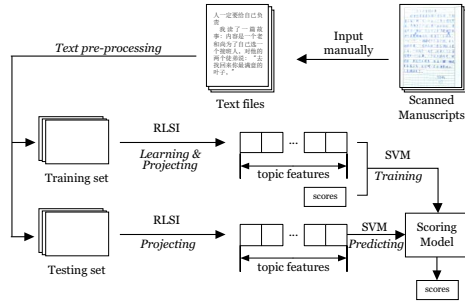 人一定要给自己负
责
我读了一篇故
事：内容是一个老
和尚为了自己选一
个接班人，对他的
两个徒弟说：“去
找回来你最满意的
叶子。”
Text pre-processing
Input
manually
Text files
Scanned
Manuscripts
RLSI
Learning &
Projecting
...
topic features
scores
SVM
Training
Training set
RLSI
Projecting
...
topic features
SVM
Predicting
Scoring
Model
Testing set
scores